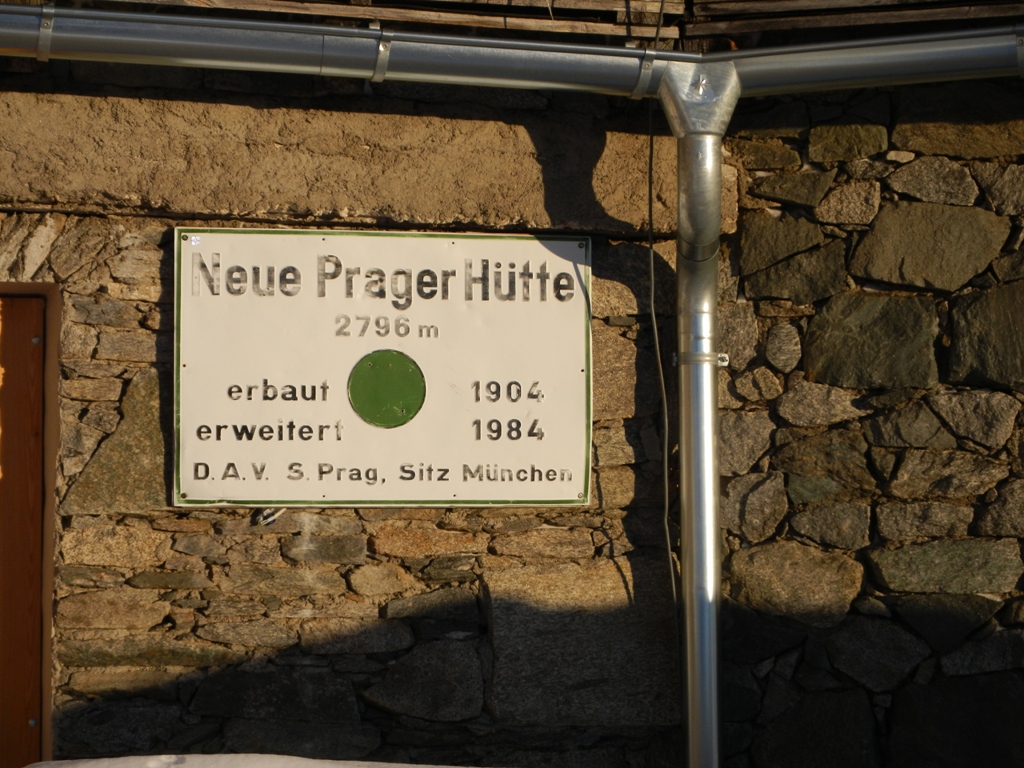 Neue Prager Hütte
2796 m
erbaut 1904
erweitert 1984
D.A.V. S. Prag, Sitz München